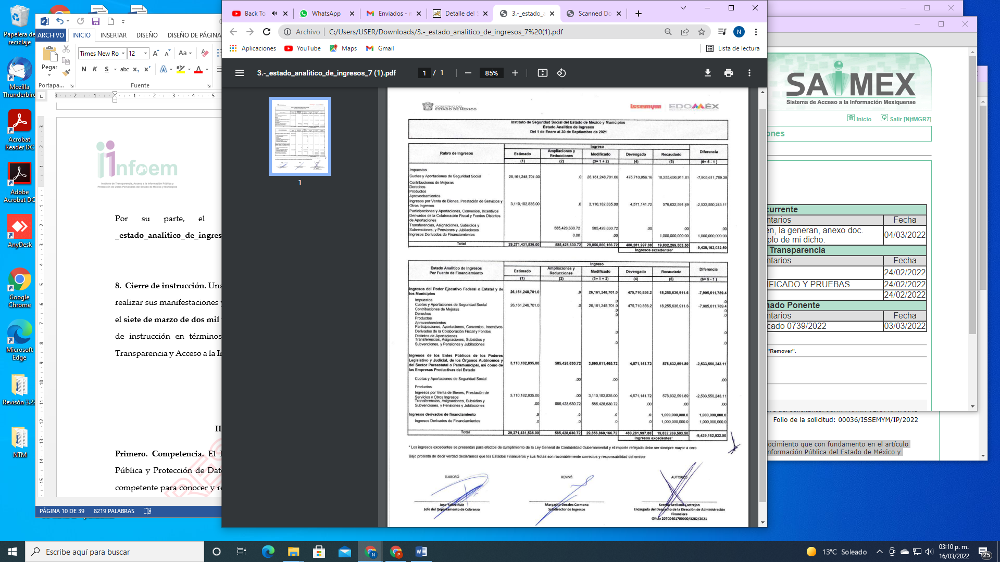 Papelera de reciclaje
Mozilla Thunderbird
Acrobat Reader DC
Adobe Acrobat DC
AnyDesk
Google Chrome
Microsoft Edge
Revisón 3.22
NTM
ARCHIVO INICIO INSERTAR DISEÑO DISEÑO DE PÁGINA
Times New Ro 12
Pegar
N K S abc x₂ x²
Portapa... Fuente
infoem
Instituto de Transparencia, Acceso a la Información Pública y
Protección de Datos Personales del Estado de México y Municipios
Por su parte, el
_estado_analitico_de_ingres
8. Cierre de instrucción. Una
realizar sus manifestaciones y
el siete de marzo de dos mil
de instrucción en términos
Transparencia y Acceso a la In
II
Primero. Competencia. El I
Pública y Protección de Dato
competente para conocer y re
PÁGINA 10 DE 39 8219 PALABRAS
Back To WhatsApp Enviados - Detalle del S 3.-_estado_a Scanned Do
Archivo C:/Users/USER/Downloads/3.-_estado_analitico_de_ingresos_7%20(1).pdf
Aplicaciones YouTube Maps Gmail Lista de lectura
3.-_estado_analitico_de_ingresos_7 (1).pdf 1 / 1 85%
1
GOBIERNO DEL ESTADO DE MÉXICO
issemym EDOMÉX
Instituto de Seguridad Social del Estado de México y Municipios
Estado Analítico de Ingresos
Del 1 de Enero al 30 de Septiembre de 2021
Rubro de Ingresos Ingreso Diferencia
Estimado Ampliaciones y Reducciones Modificado Devengado Recaudado
(1) (2) (3= 1 + 2) (4) (5) (6= 5 - 1 )
Impuestos
Cuotas y Aportaciones de Seguridad Social 26,161,248,701.00 .0 26,161,248,701.00 475,710,856.16 18,255,636,911.61 -7,905,611,789.39
Contribuciones de Mejoras
Derechos
Productos
Aprovechamientos
Ingresos por Venta de Bienes, Prestación de Servicios y
Otros Ingresos 3,110,182,835.00 .0 3,110,182,835.00 4,571,141.72 576,632,591.89 -2,533,550,243.11
Participaciones y Aportaciones, Convenios, Incentivos
Derivados de la Colaboración Fiscal y Fondos Distintos
de Aportaciones
Transferencias, Asignaciones, Subsidios y
Subvenciones, y Pensiones y Jubilaciones 585,428,630.72 585,428,630.72 .00 .00 .00
Ingresos Derivados de Financiamientos 0.00 .00 1,000,000,000.00 1,000,000,000.00
Total 29,271,431,536.00 585,428,630.72 29,856,860,166.72 480,281,997.88 19,832,269,503.50 -9,439,162,032.50
Ingresos excedentes¹
Estado Analítico de Ingresos Por Fuente de Financiamiento Ingreso Diferencia
Estimado Ampliaciones y Reducciones Modificado Devengado Recaudado
(1) (2) (3= 1 + 2) (4) (5) (6= 5 - 1 )
Ingresos del Poder Ejecutivo Federal o Estatal y de
los Municipios 26,161,248,701.0 .0 26,161,248,701.0 475,710,856.2 18,255,636,911.6 -7,905,611,789.4
Impuestos .0 .0
Cuotas y Aportaciones de Seguridad Social 26,161,248,701.0 .0 26,161,248,701.0 475,710,856.2 18,255,636,911.6 -7,905,611,789.4
Contribuciones de Mejoras .0 .0
Derechos .0 .0
Productos
Aprovechamientos
Participaciones, Aportaciones, Convenios, Incentivos
Derivados de la Colaboración Fiscal y Fondos .0 .0
Distintos de Aportaciones
Transferencias, Asignaciones, Subsidios y
Subvenciones, y Pensiones y Jubilaciones .0 .0
Ingresos de los Entes Públicos de los Poderes
Legislativo y Judicial, de los Órganos Autónomos y
del Sector Paraestatal o Paramunicipal, así como de
las Empresas Productivas del Estado 3,110,182,835.00 585,428,630.72 3,695,611,465.72 4,571,141.72 576,632,591.89 -2,533,550,243.11
Cuotas y Aportaciones de Seguridad Social .00 .00 .00
Productos
Ingresos por Venta de Bienes, Prestación de
Servicios y Otros Ingresos 3,110,182,835.00 .00 3,110,182,835.00 4,571,141.72 576,632,591.89 -2,533,550,243.11
Transferencias, Asignaciones, Subsidios y
Subvenciones, y Pensiones y Jubilaciones .00 585,428,630.72 585,428,630.72 .00 .00 .00
Ingresos derivados de financiamiento .0 .0 .0 .0 1,000,000,000.0 1,000,000,000.0
Ingresos Derivados de Financiamientos .0 .0 .0 .0 1,000,000,000.0 1,000,000,000.0
Total 29,271,431,536.00 585,428,630.72 29,856,860,166.72 480,281,997.88 19,832,269,503.50 -9,439,162,032.50
Ingresos excedentes¹
¹ Los ingresos excedentes se presentan para efectos de cumplimiento de la Ley General de Contabilidad Gubernamental y el importe reflejado debe ser siempre mayor a cero
Bajo protesta de decir verdad declaramos que los Estados Financieros y sus Notas son razonablemente correctos y responsabilidad del emisor
ELABORÓ REVISÓ AUTORIZÓ
Jose Yañez Ruiz
Jefe del Departamento de Cobranza
Margarito Desales Carmona
Subdirector de Ingresos
Arellano Castrejon
Encargada del Despacho de la Dirección de Administración
Financiera
Oficio 207C0401700000/3282/2021
SAIMEX
Sistema de Acceso a la Información Mexiquense
Inicio Salir [NjtMGR7]
ones
currente
ntarios Fecha
en, la generan, anexo doc.
plo de mi dicho. 04/03/2022
Transparencia
ntarios Fecha
24/02/2022
IFICADO Y PRUEBAS 24/02/2022
24/02/2022
nado Ponente
ntarios Fecha
cado 0739/2022 03/03/2022
"Remover".
Folio de la solicitud: 00036/ISSEMYM/IP/2022
ocimiento que con fundamento en el artículo
nformación Pública del Estado de México y
Escribe aquí para buscar
13°C Soleado
03:10 p. m.
16/03/2022
25